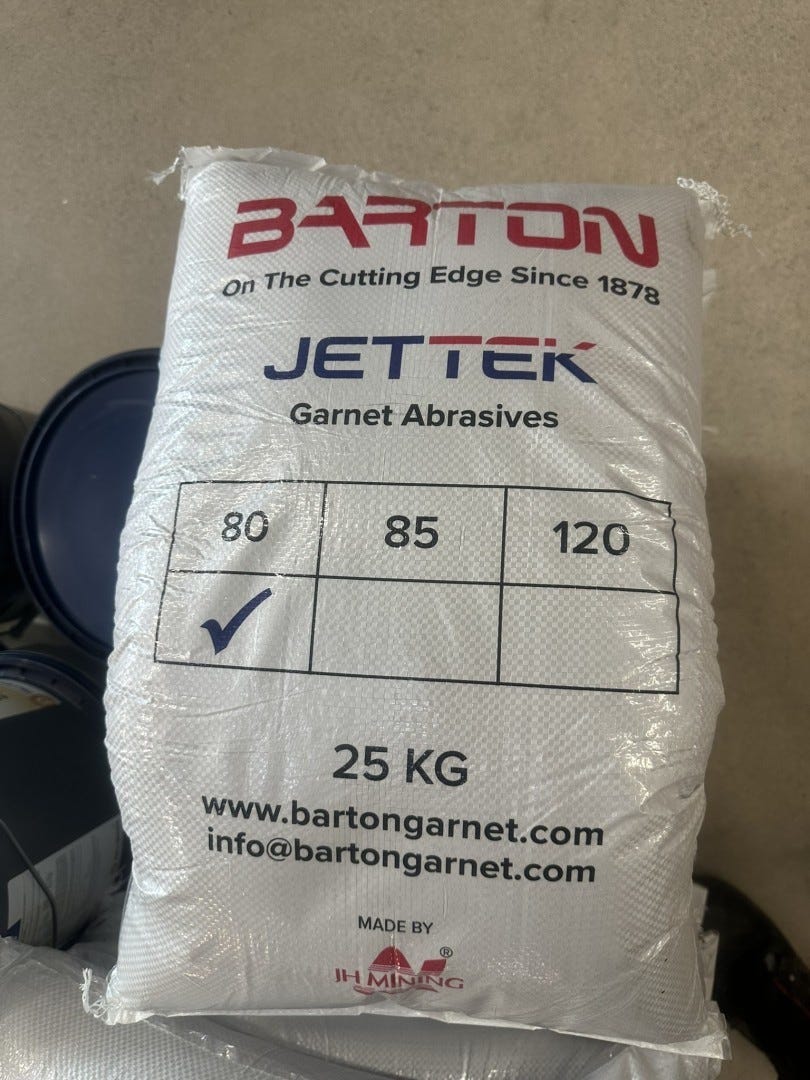 BARTON
On The Cutting Edge Since 1878
JETTEK
Garnet Abrasives
80 85 120
✓
25 KG
www.bartongarnet.com
info@bartongarnet.com
MADE BY
®
JH MINING